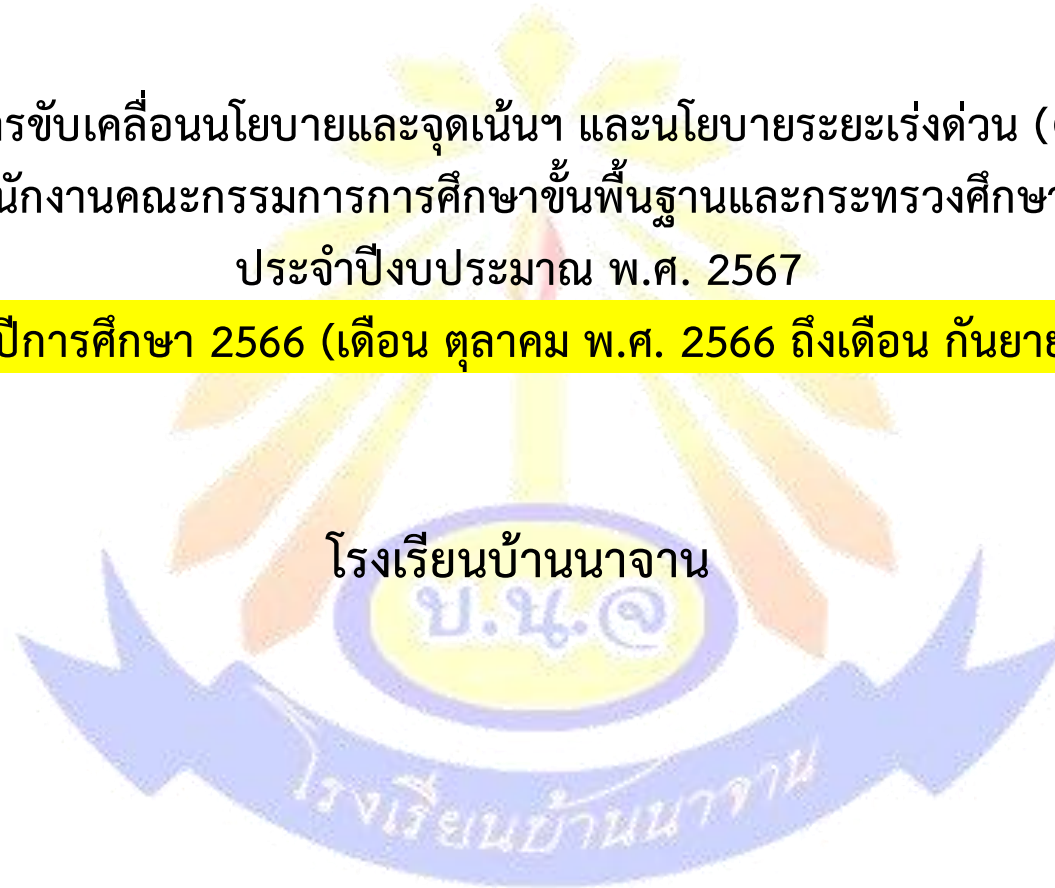 รขับเคลื่อนนโยบายและจุดเน้นฯ และนโยบายระยะเร่งด่วน (
นักงานคณะกรรมการการศึกษาขั้นพื้นฐานและกระทรวงศึกษา
ประจำปีงบประมาณ พ.ศ. 2567
ปีการศึกษา 2566 (เดือน ตุลาคม พ.ศ. 2566 ถึงเดือน กันยาย
โรงเรียนบ้านนาจาน
บ.น.จ
โรงเรียนบ้านนาจาน